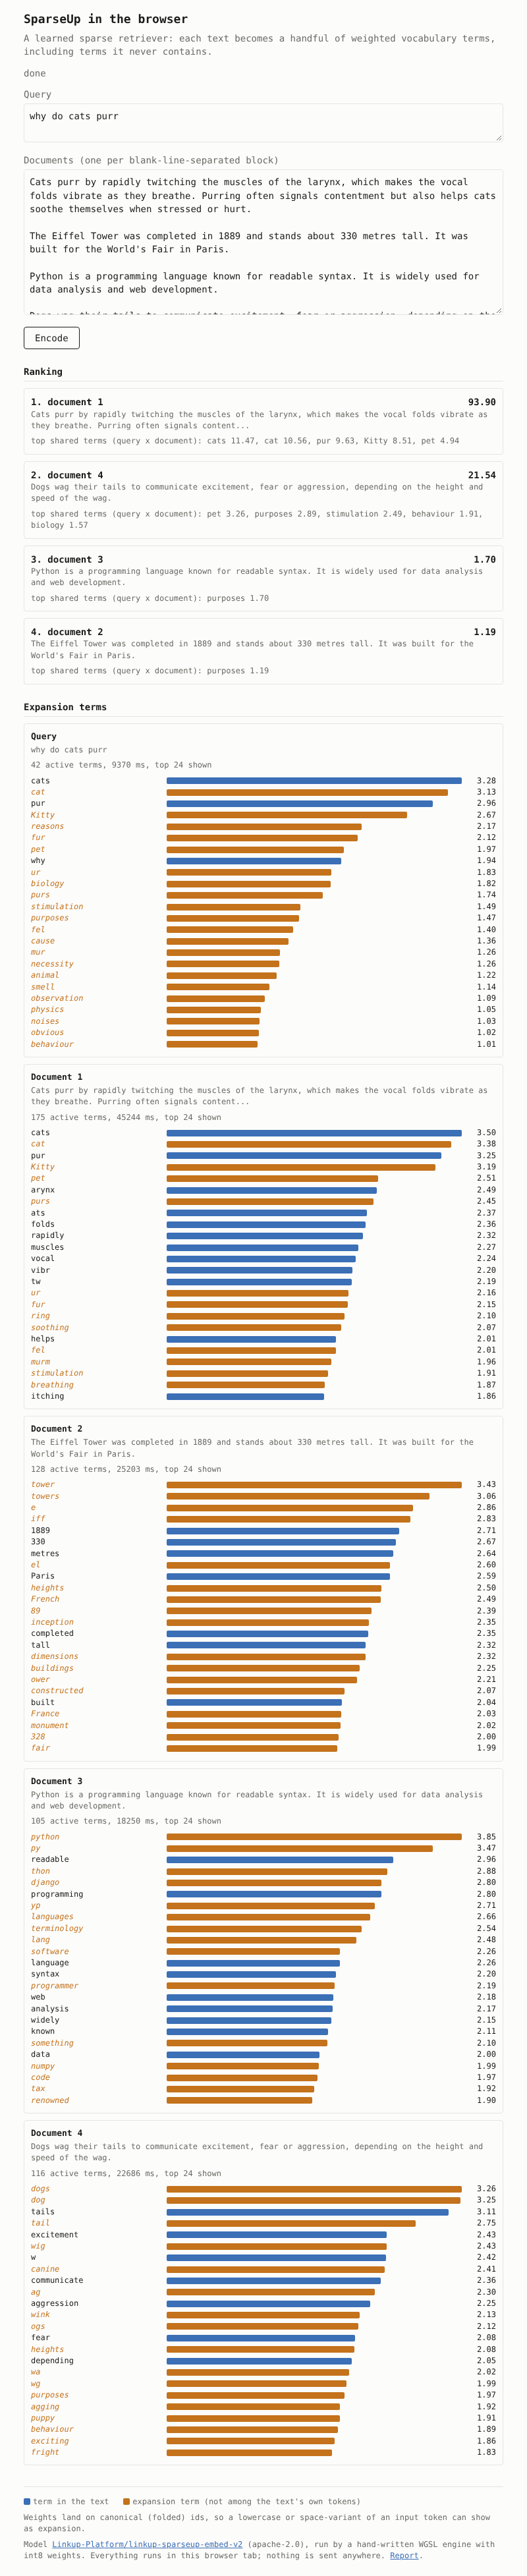 SparseUp in the browser
A learned sparse retriever: each text becomes a handful of weighted vocabulary terms,
including terms it never contains.
done
Query
why do cats purr
Documents (one per blank-line-separated block)
Cats purr by rapidly twitching the muscles of the larynx, which makes the vocal
folds vibrate as they breathe. Purring often signals contentment but also helps cats
soothe themselves when stressed or hurt.
The Eiffel Tower was completed in 1889 and stands about 330 metres tall. It was
built for the World's Fair in Paris.
Python is a programming language known for readable syntax. It is widely used for
data analysis and web development.
Dogs wag their tails to communicate excitement, fear or aggression, depending on the
Encode
Ranking
1. document 1 93.90
Cats purr by rapidly twitching the muscles of the larynx, which makes the vocal folds vibrate as
they breathe. Purring often signals content...
top shared terms (query x document): cats 11.47, cat 10.56, pur 9.63, Kitty 8.51, pet 4.94
2. document 4 21.54
Dogs wag their tails to communicate excitement, fear or aggression, depending on the height and
speed of the wag.
top shared terms (query x document): pet 3.26, purposes 2.89, stimulation 2.49, behaviour 1.91,
biology 1.57
3. document 3 1.70
Python is a programming language known for readable syntax. It is widely used for data analysis
and web development.
top shared terms (query x document): purposes 1.70
4. document 2 1.19
The Eiffel Tower was completed in 1889 and stands about 330 metres tall. It was built for the
World's Fair in Paris.
top shared terms (query x document): purposes 1.19
Expansion terms
Query
why do cats purr
42 active terms, 9370 ms, top 24 shown
cats 3.28
cat 3.13
pur 2.96
Kitty 2.67
reasons 2.17
fur 2.12
pet 1.97
why 1.94
ur 1.83
biology 1.82
purs 1.74
stimulation 1.49
purposes 1.47
fel 1.40
cause 1.36
mur 1.26
necessity 1.26
animal 1.22
smell 1.14
observation 1.09
physics 1.05
noises 1.03
obvious 1.02
behaviour 1.01
Document 1
Cats purr by rapidly twitching the muscles of the larynx, which makes the vocal folds vibrate as
they breathe. Purring often signals content...
175 active terms, 45244 ms, top 24 shown
cats 3.50
cat 3.38
pur 3.25
Kitty 3.19
pet 2.51
arynx 2.49
purs 2.45
ats 2.37
folds 2.36
rapidly 2.32
muscles 2.27
vocal 2.24
vibr 2.20
tw 2.19
ur 2.16
fur 2.15
ring 2.10
soothing 2.07
helps 2.01
fel 2.01
murm 1.96
stimulation 1.91
breathing 1.87
itching 1.86
Document 2
The Eiffel Tower was completed in 1889 and stands about 330 metres tall. It was built for the
World's Fair in Paris.
128 active terms, 25203 ms, top 24 shown
tower 3.43
towers 3.06
e 2.86
iff 2.83
1889 2.71
330 2.67
metres 2.64
el 2.60
Paris 2.59
heights 2.50
French 2.49
89 2.39
inception 2.35
completed 2.35
tall 2.32
dimensions 2.32
buildings 2.25
ower 2.21
constructed 2.07
built 2.04
France 2.03
monument 2.02
328 2.00
fair 1.99
Document 3
Python is a programming language known for readable syntax. It is widely used for data analysis
and web development.
105 active terms, 18250 ms, top 24 shown
python 3.85
py 3.47
readable 2.96
thon 2.88
django 2.80
programming 2.80
yp 2.71
languages 2.66
terminology 2.54
lang 2.48
software 2.26
language 2.26
syntax 2.20
programmer 2.19
web 2.18
analysis 2.17
widely 2.15
known 2.11
something 2.10
data 2.00
numpy 1.99
code 1.97
tax 1.92
renowned 1.90
Document 4
Dogs wag their tails to communicate excitement, fear or aggression, depending on the height and
speed of the wag.
116 active terms, 22686 ms, top 24 shown
dogs 3.26
dog 3.25
tails 3.11
tail 2.75
excitement 2.43
wig 2.43
w 2.42
canine 2.41
communicate 2.36
ag 2.30
aggression 2.25
wink 2.13
ogs 2.12
fear 2.08
heights 2.08
depending 2.05
wa 2.02
wg 1.99
purposes 1.97
agging 1.92
puppy 1.91
behaviour 1.89
exciting 1.86
fright 1.83
term in the text expansion term (not among the text's own tokens)
Weights land on canonical (folded) ids, so a lowercase or space-variant of an input token can show
as expansion.
Model Linkup-Platform/linkup-sparseup-embed-v2 (apache-2.0), run by a hand-written WGSL engine with
int8 weights. Everything runs in this browser tab; nothing is sent anywhere. Report.